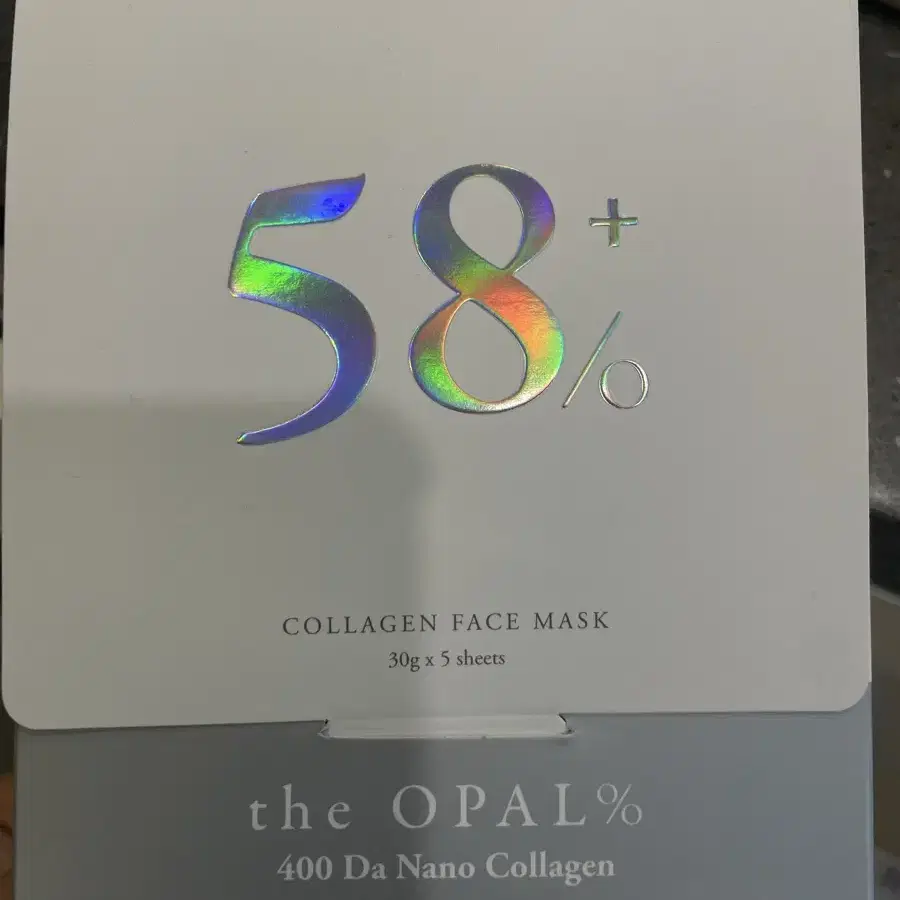 58+%
COLLAGEN FACE MASK
30g x 5 sheets
the OPAL%
400 Da Nano Collagen